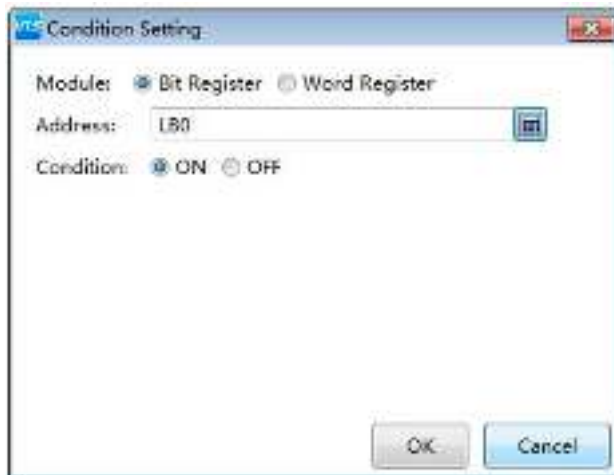 Condition Setting
Module: Bit Register Word Register
Address: LB0
Condition: ON OFF
OK Cancel